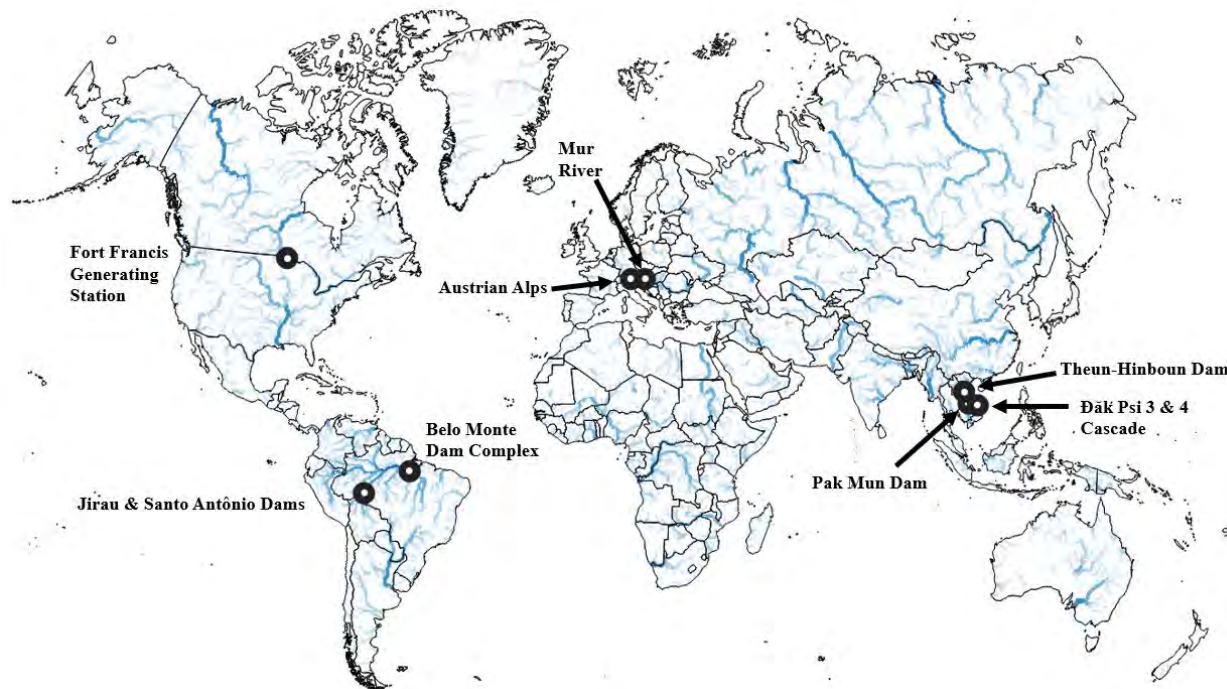 Mur
River
Fort Francis
Generating
Station
Austrian Alps
Theun-Hinboun Dam
Đăk Psi 3 & 4
Cascade
Belo Monte
Dam Complex
Pak Mun Dam
Jirau & Santo Antônio Dams